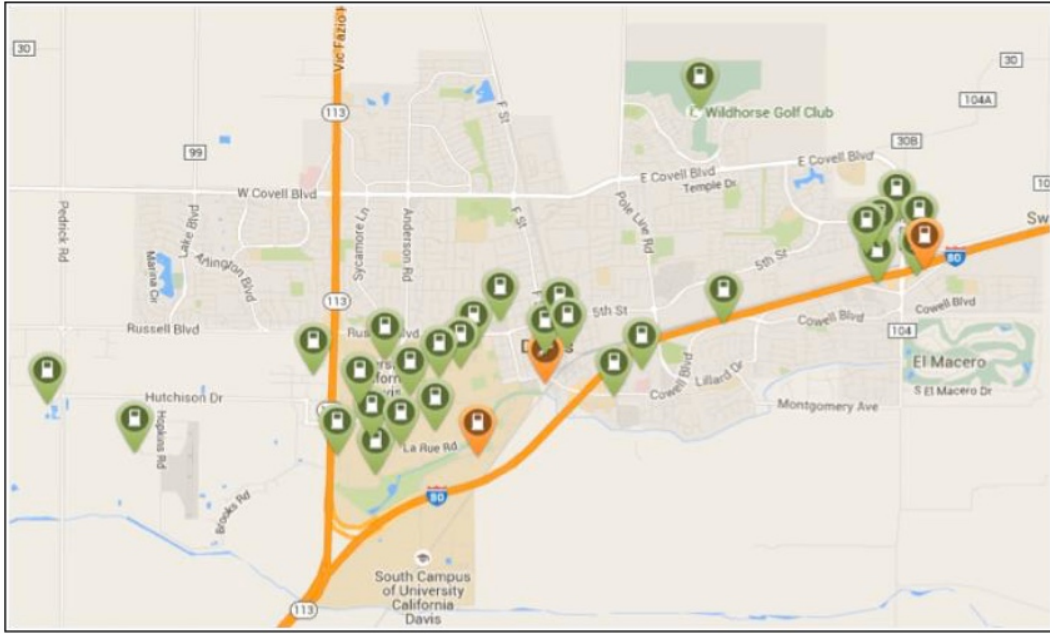 30
Vic Fazio H
30
104A
113
F St
Wildhorse Golf Club
99
30B
E Covell Blvd
E Covell Blvd
Temple Dr
10
W Covell Blvd
Pedrick Rd
Lake Blvd
Sycamore Ln
Anderson Rd
F St
Pole Line Rd
Sw
Arlington Blvd
Marina Cir
5th St
80
113
Russell Blvd
5th St
Cowell Blvd
Cowell Blvd
104
El Macero
Lillard Dr
Cowell Blvd
S El Macero Dr
Hutchison Dr
Montgomery Ave
Hopkins Rd
La Rue Rd
80
Brooks Rd
South Campus
of University
California
Davis
113